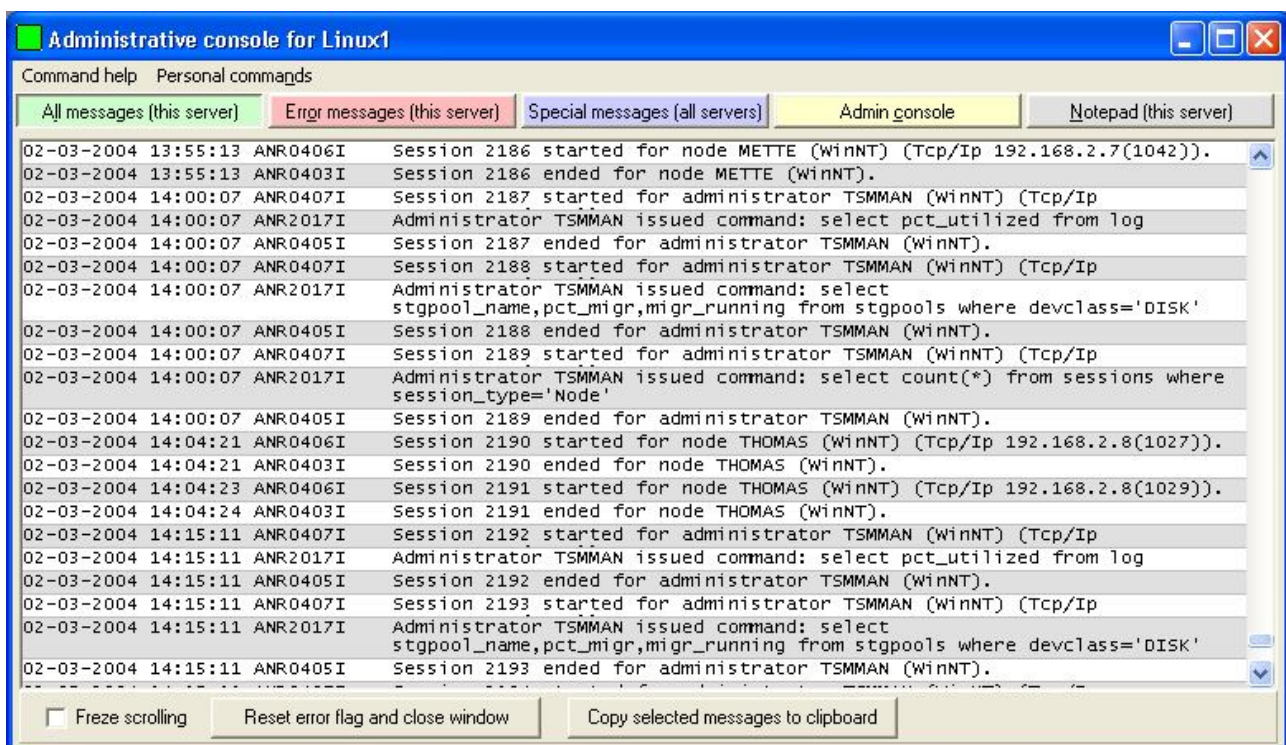 Administrative console for Linux1
Command help Personal commands
All messages (this server) Error messages (this server) Special messages (all servers) Admin console Notepad (this server)
02-03-2004 13:55:13 ANR0406I Session 2186 started for node METTE (WinNT) (Tcp/Ip 192.168.2.7(1042)).
02-03-2004 13:55:13 ANR0403I Session 2186 ended for node METTE (WinNT).
02-03-2004 14:00:07 ANR0407I Session 2187 started for administrator TSMMAN (WinNT) (Tcp/Ip
02-03-2004 14:00:07 ANR2017I Administrator TSMMAN issued command: select pct_utilized from log
02-03-2004 14:00:07 ANR0405I Session 2187 ended for administrator TSMMAN (WinNT).
02-03-2004 14:00:07 ANR0407I Session 2188 started for administrator TSMMAN (WinNT) (Tcp/Ip
02-03-2004 14:00:07 ANR2017I Administrator TSMMAN issued command: select
stgpool_name,pct_migr,migr_running from stgpools where devclass='DISK'
02-03-2004 14:00:07 ANR0405I Session 2188 ended for administrator TSMMAN (WinNT).
02-03-2004 14:00:07 ANR0407I Session 2189 started for administrator TSMMAN (WinNT) (Tcp/Ip
02-03-2004 14:00:07 ANR2017I Administrator TSMMAN issued command: select count(*) from sessions where
session_type='Node'
02-03-2004 14:00:07 ANR0405I Session 2189 ended for administrator TSMMAN (WinNT).
02-03-2004 14:04:21 ANR0406I Session 2190 started for node THOMAS (WinNT) (Tcp/Ip 192.168.2.8(1027)).
02-03-2004 14:04:21 ANR0403I Session 2190 ended for node THOMAS (WinNT).
02-03-2004 14:04:23 ANR0406I Session 2191 started for node THOMAS (WinNT) (Tcp/Ip 192.168.2.8(1029)).
02-03-2004 14:04:24 ANR0403I Session 2191 ended for node THOMAS (WinNT).
02-03-2004 14:15:11 ANR0407I Session 2192 started for administrator TSMMAN (WinNT) (Tcp/Ip
02-03-2004 14:15:11 ANR2017I Administrator TSMMAN issued command: select pct_utilized from log
02-03-2004 14:15:11 ANR0405I Session 2192 ended for administrator TSMMAN (WinNT).
02-03-2004 14:15:11 ANR0407I Session 2193 started for administrator TSMMAN (WinNT) (Tcp/Ip
02-03-2004 14:15:11 ANR2017I Administrator TSMMAN issued command: select
stgpool_name,pct_migr,migr_running from stgpools where devclass='DISK'
02-03-2004 14:15:11 ANR0405I Session 2193 ended for administrator TSMMAN (WinNT).
Freze scrolling Reset error flag and close window Copy selected messages to clipboard